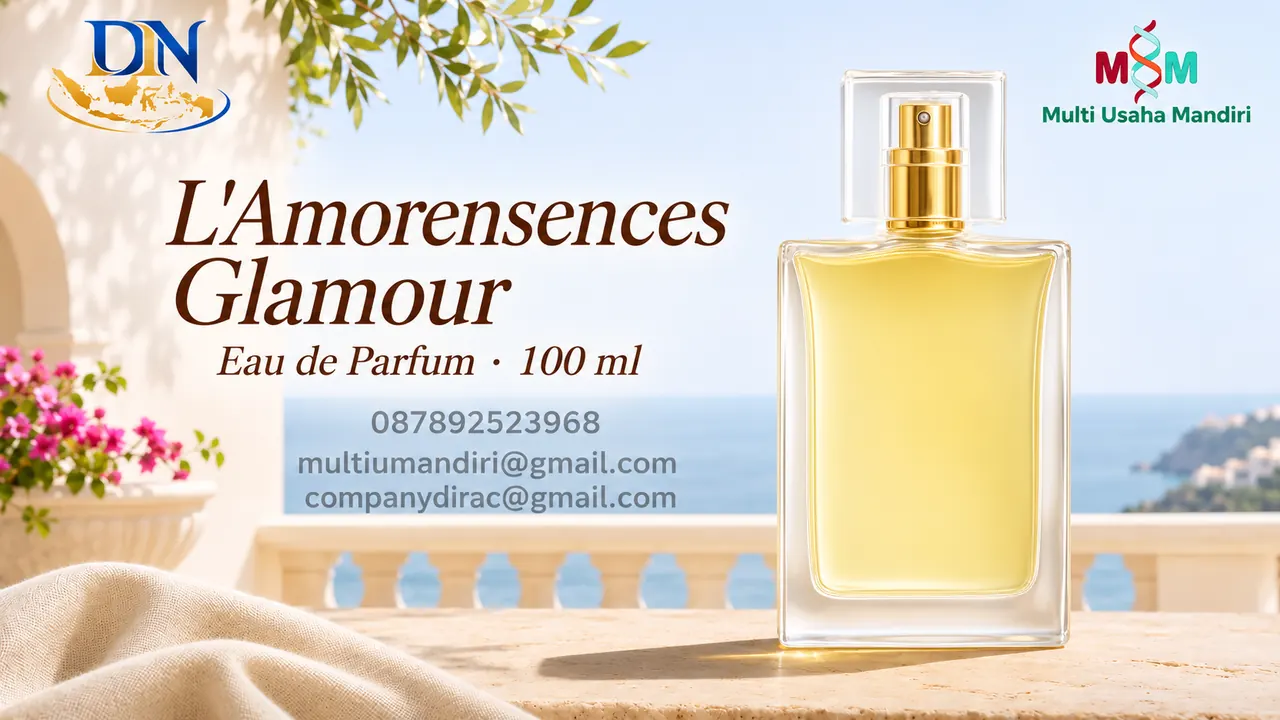 DN
M M
Multi Usaha Mandiri
L'Amorensences
Glamour
Eau de Parfum · 100 ml
087892523968
multiumandiri@gmail.com
companydirac@gmail.com